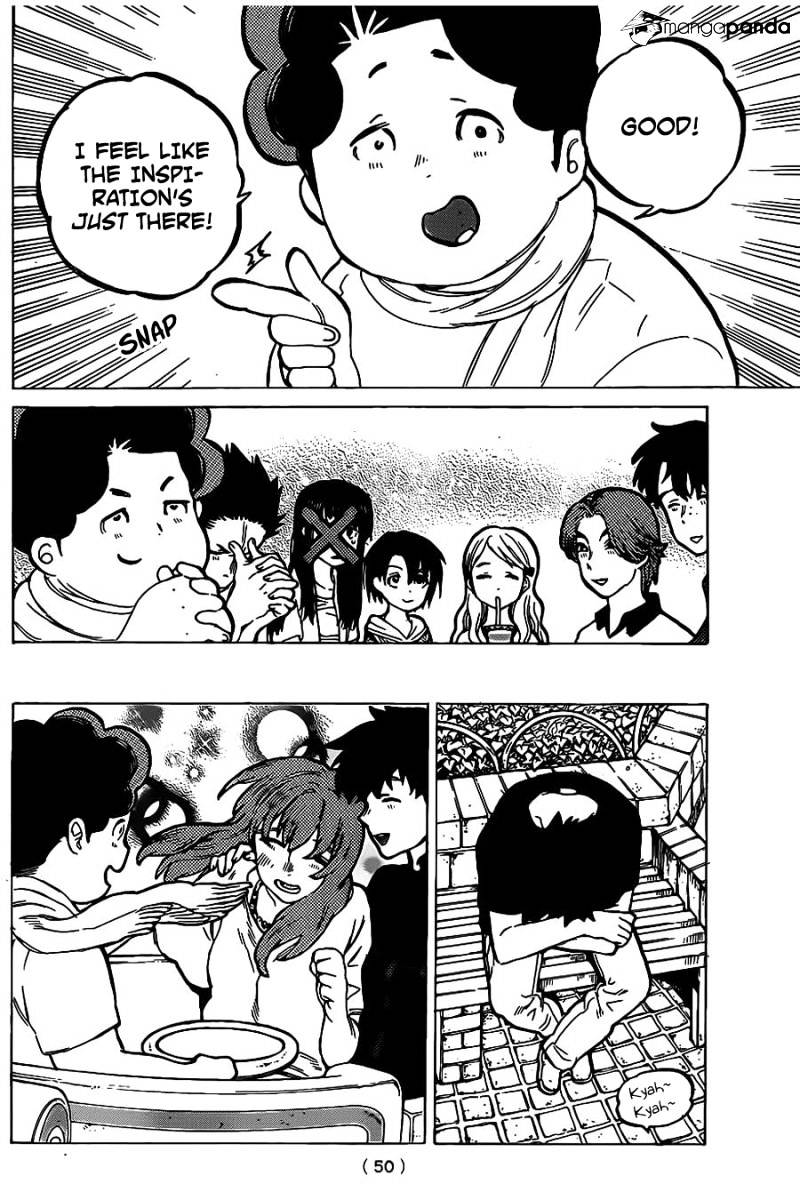 mangapanda
GOOD!
I FEEL LIKE
THE INSPI-
RATION'S
JUST THERE!
SNAP
Kyah~
Kyah~
( 50 )